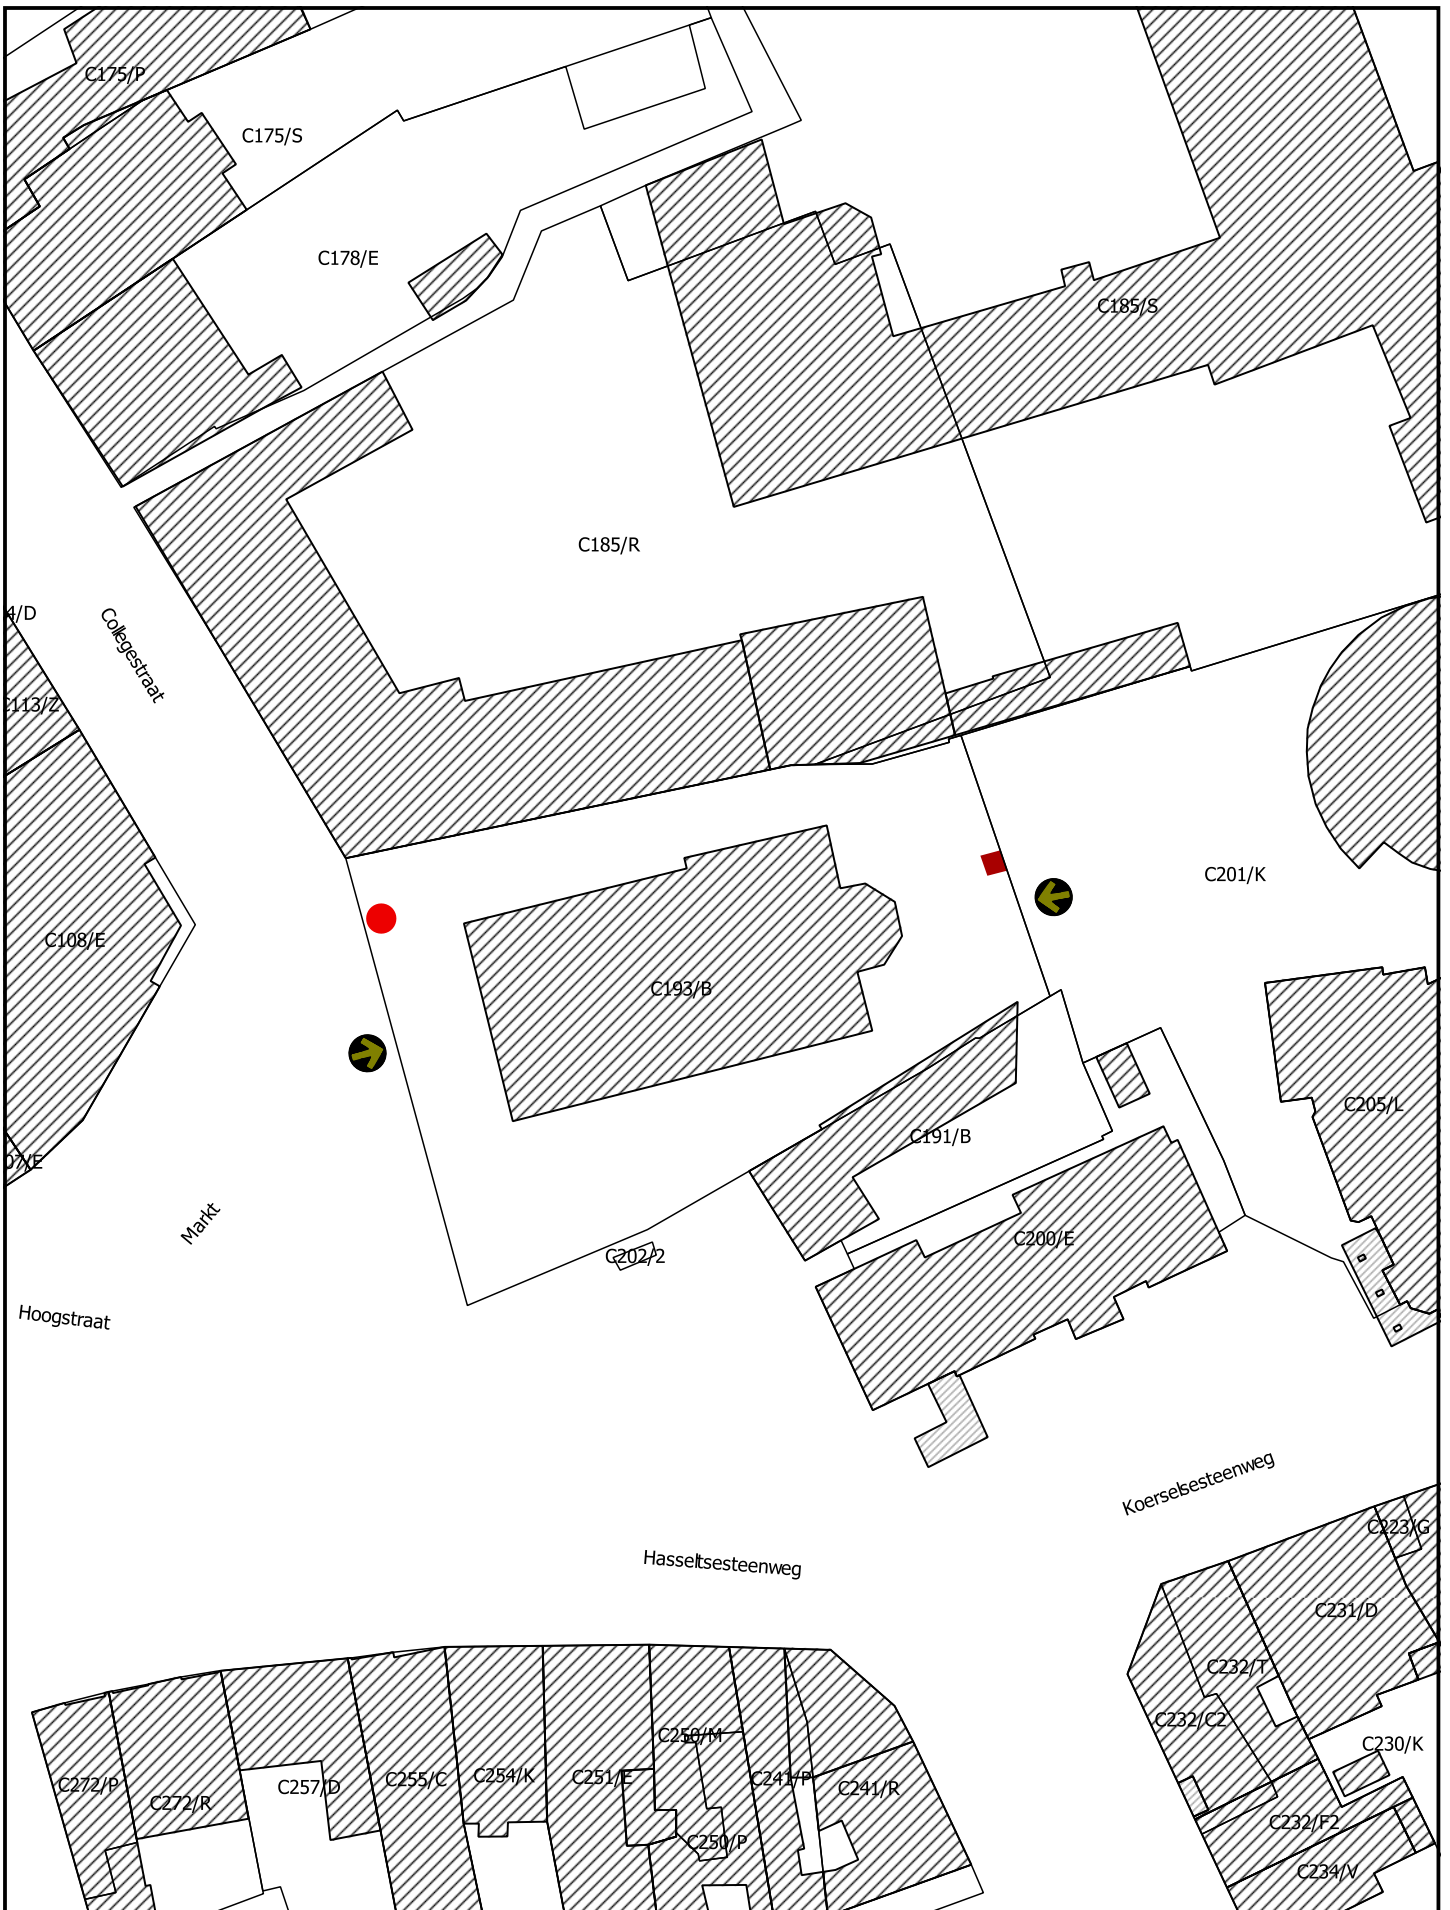 C175/P
C175/S
C178/E
C185/S
C185/R
4/D
Collegestraat
C113/Z
C201/K
C108/E
C193/B
C205/L
C191/B
07/E
Markt
C200/E
C202/2
Hoogstraat
Koerselsesteenweg
C223/G
Hasseltsesteenweg
C231/D
C232/T
C232/C2
C250/M
C230/K
C254/K
C251/E
C241/P
C255/C
C272/P
C257/D
C241/R
C272/R
C232/F2
C250/P
C234/V